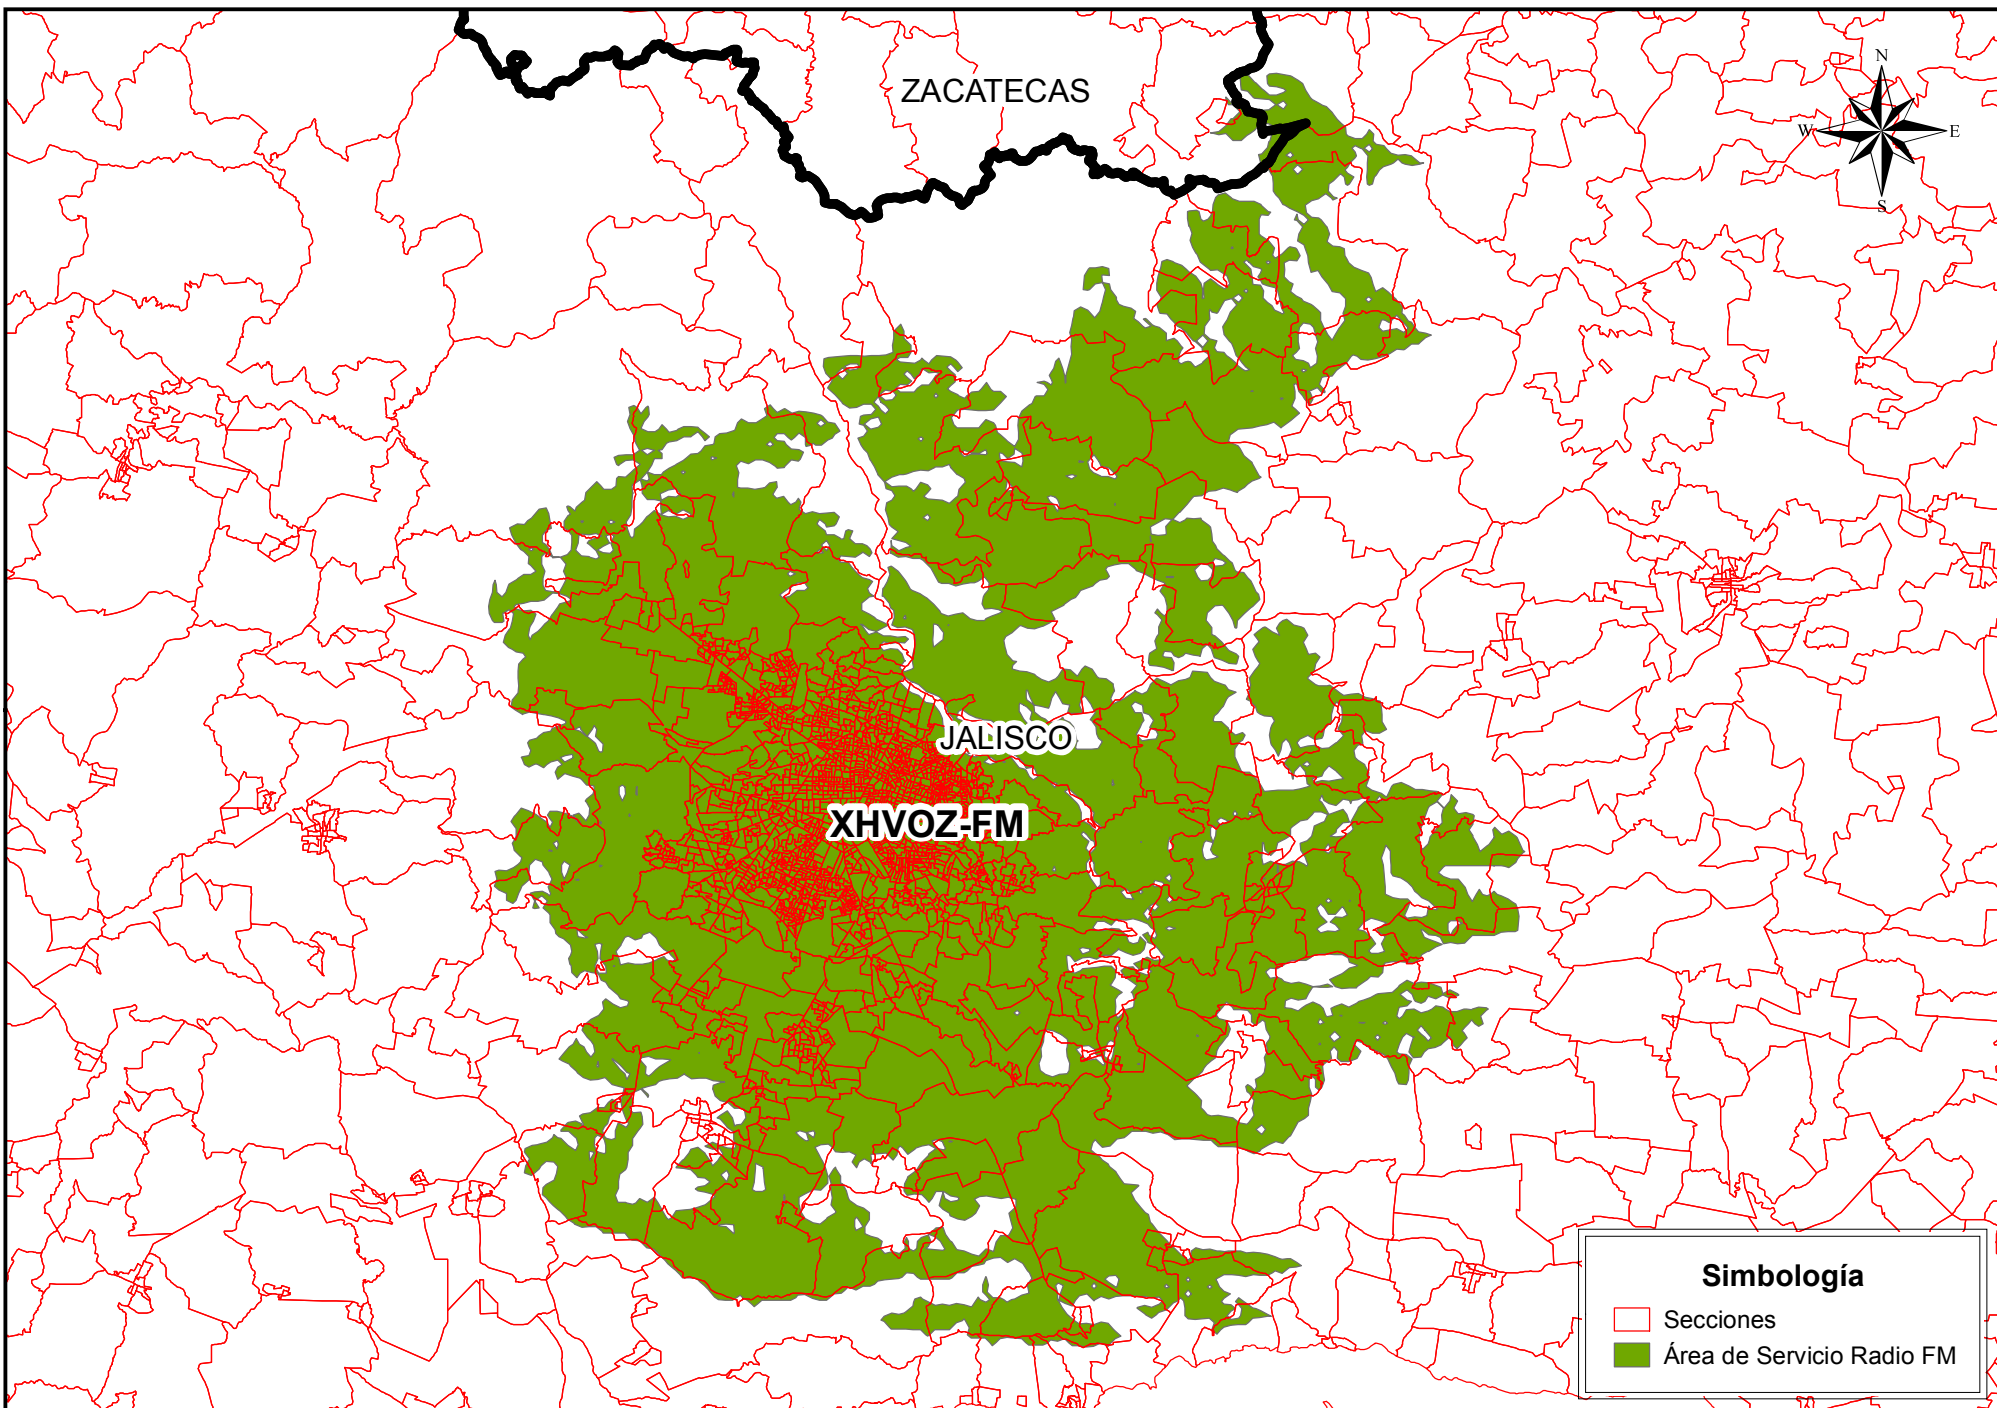 ZACATECAS
N
W
E
S
JALISCO
XHVOZ-FM
Simbología
Secciones
Área de Servicio Radio FM